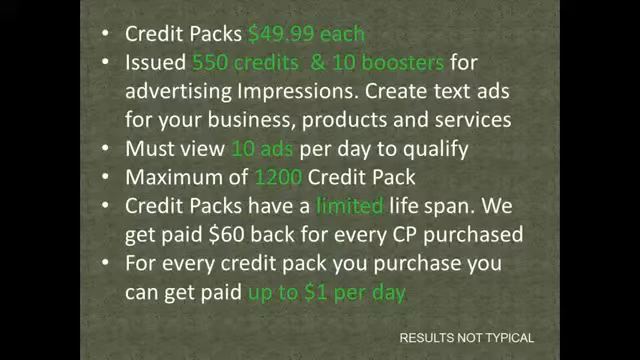 • Credit Packs $49.99 each
• Issued 550 credits & 10 boosters for
advertising Impressions. Create text ads
for your business, products and services
• Must view 10 ads per day to qualify
• Maximum of 1200 Credit Pack
• Credit Packs have a limited life span. We
get paid $60 back for every CP purchased
• For every credit pack you purchase you
can get paid up to $1 per day
RESULTS NOT TYPICAL